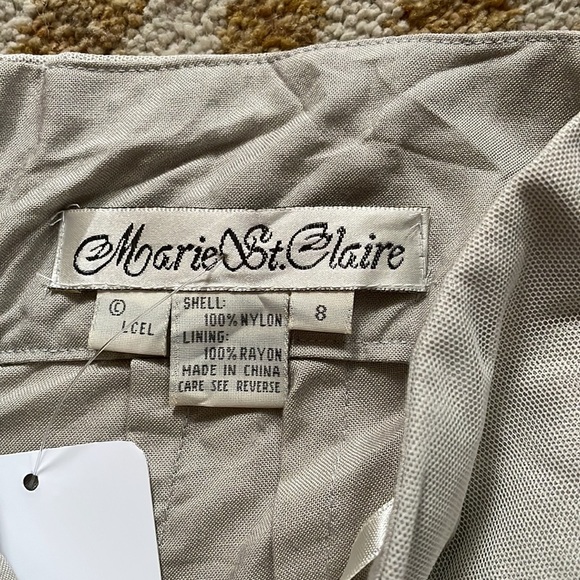 Marie St. Claire
©
LCEL
SHELL:
100% NYLON
LINING:
100% RAYON
MADE IN CHINA
CARE SEE REVERSE
8